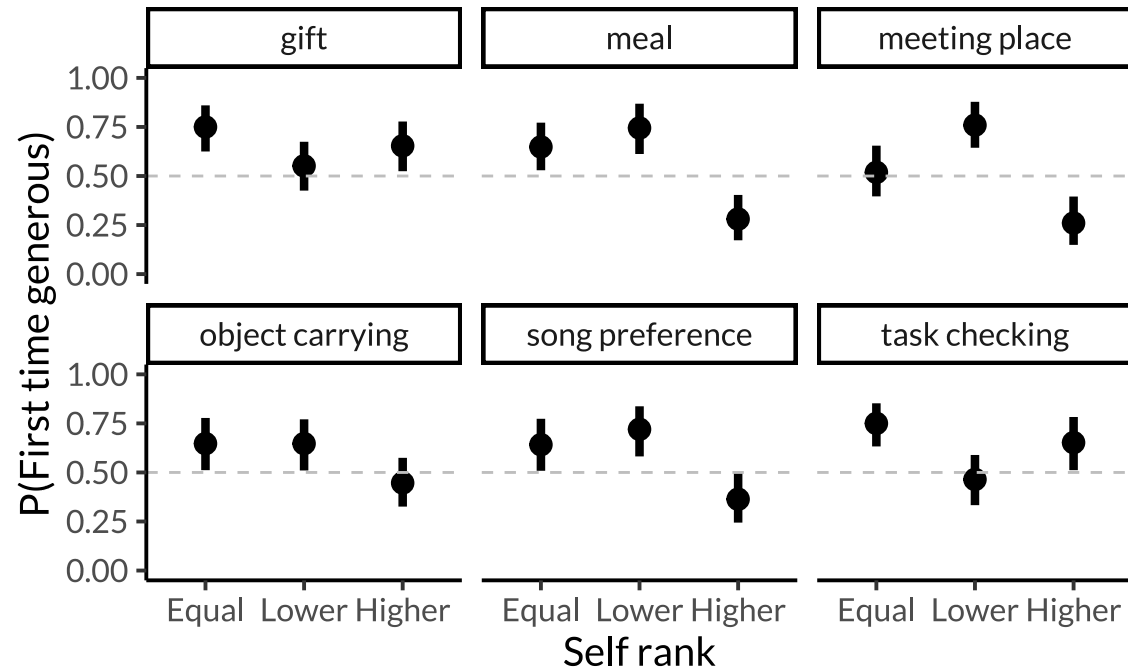 gift
meal
meeting place
1.00
0.75
0.50
0.25
0.00
object carrying
song preference
task checking
1.00
0.75
0.50
0.25
0.00
P(First time generous)
Equal Lower Higher
Equal Lower Higher
Equal Lower Higher
Self rank